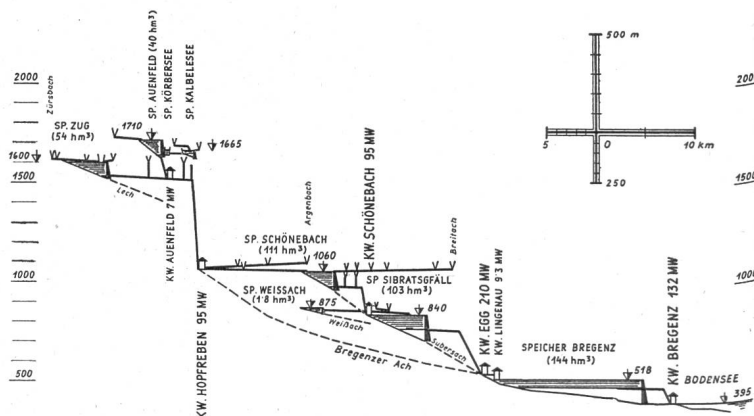 500 m
5 0 10 km
250
2000
1600
1500
1000
500
2000
1500
1000
Zürsbach
SP. ZUG
(54 hm³)
1710
SP. AUENFELD (40 hm³)
SP. KÖRBERSEE
SP. KALBELESEE
1665
Lech
KW. AUENFELD 7 MW
KW. HOPFREBEN 95 MW
Argenbach
SP. SCHÖNEBACH
(111 hm³)
1060
KW. SCHÖNEBACH 95 MW
Breitach
SP. WEISSACH
(1·8 hm³)
875
Weißach
SP SIBRATSGFÄLL
(103 hm³)
840
Subersach
Bregenzer Ach
KW. EGG 210 MW
KW. LINGENAU 9·3 MW
SPEICHER BREGENZ
(144 hm³)
518
KW. BREGENZ 132 MW
BODENSEE
395